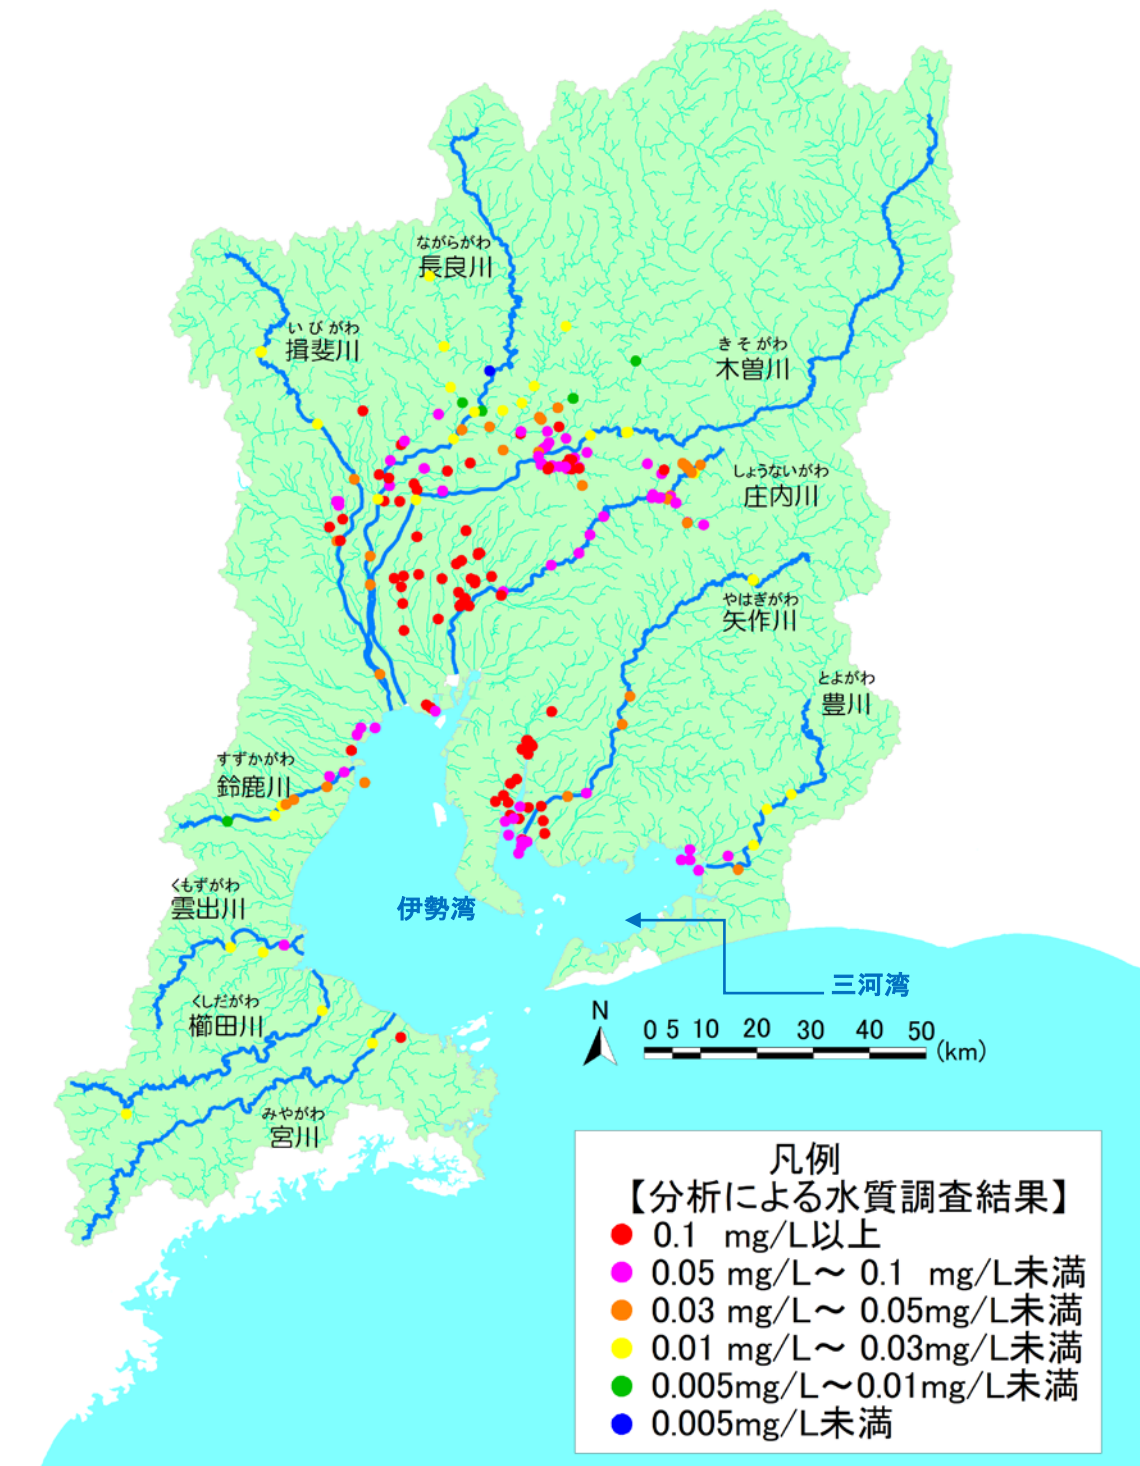 ながらがわ
長良川
いびがわ
揖斐川
きそがわ
木曽川
しょうないがわ
庄内川
やはぎがわ
矢作川
とよがわ
豊川
すずかがわ
鈴鹿川
くもずがわ
雲出川
伊勢湾
三河湾
くしだがわ
櫛田川
みやがわ
宮川
N
0 5 10 20 30 40 50
(km)
凡例
【分析による水質調査結果】
0.1 mg/L以上
0.05 mg/L～ 0.1 mg/L未満
0.03 mg/L～ 0.05mg/L未満
0.01 mg/L～ 0.03mg/L未満
0.005mg/L～0.01mg/L未満
0.005mg/L未満